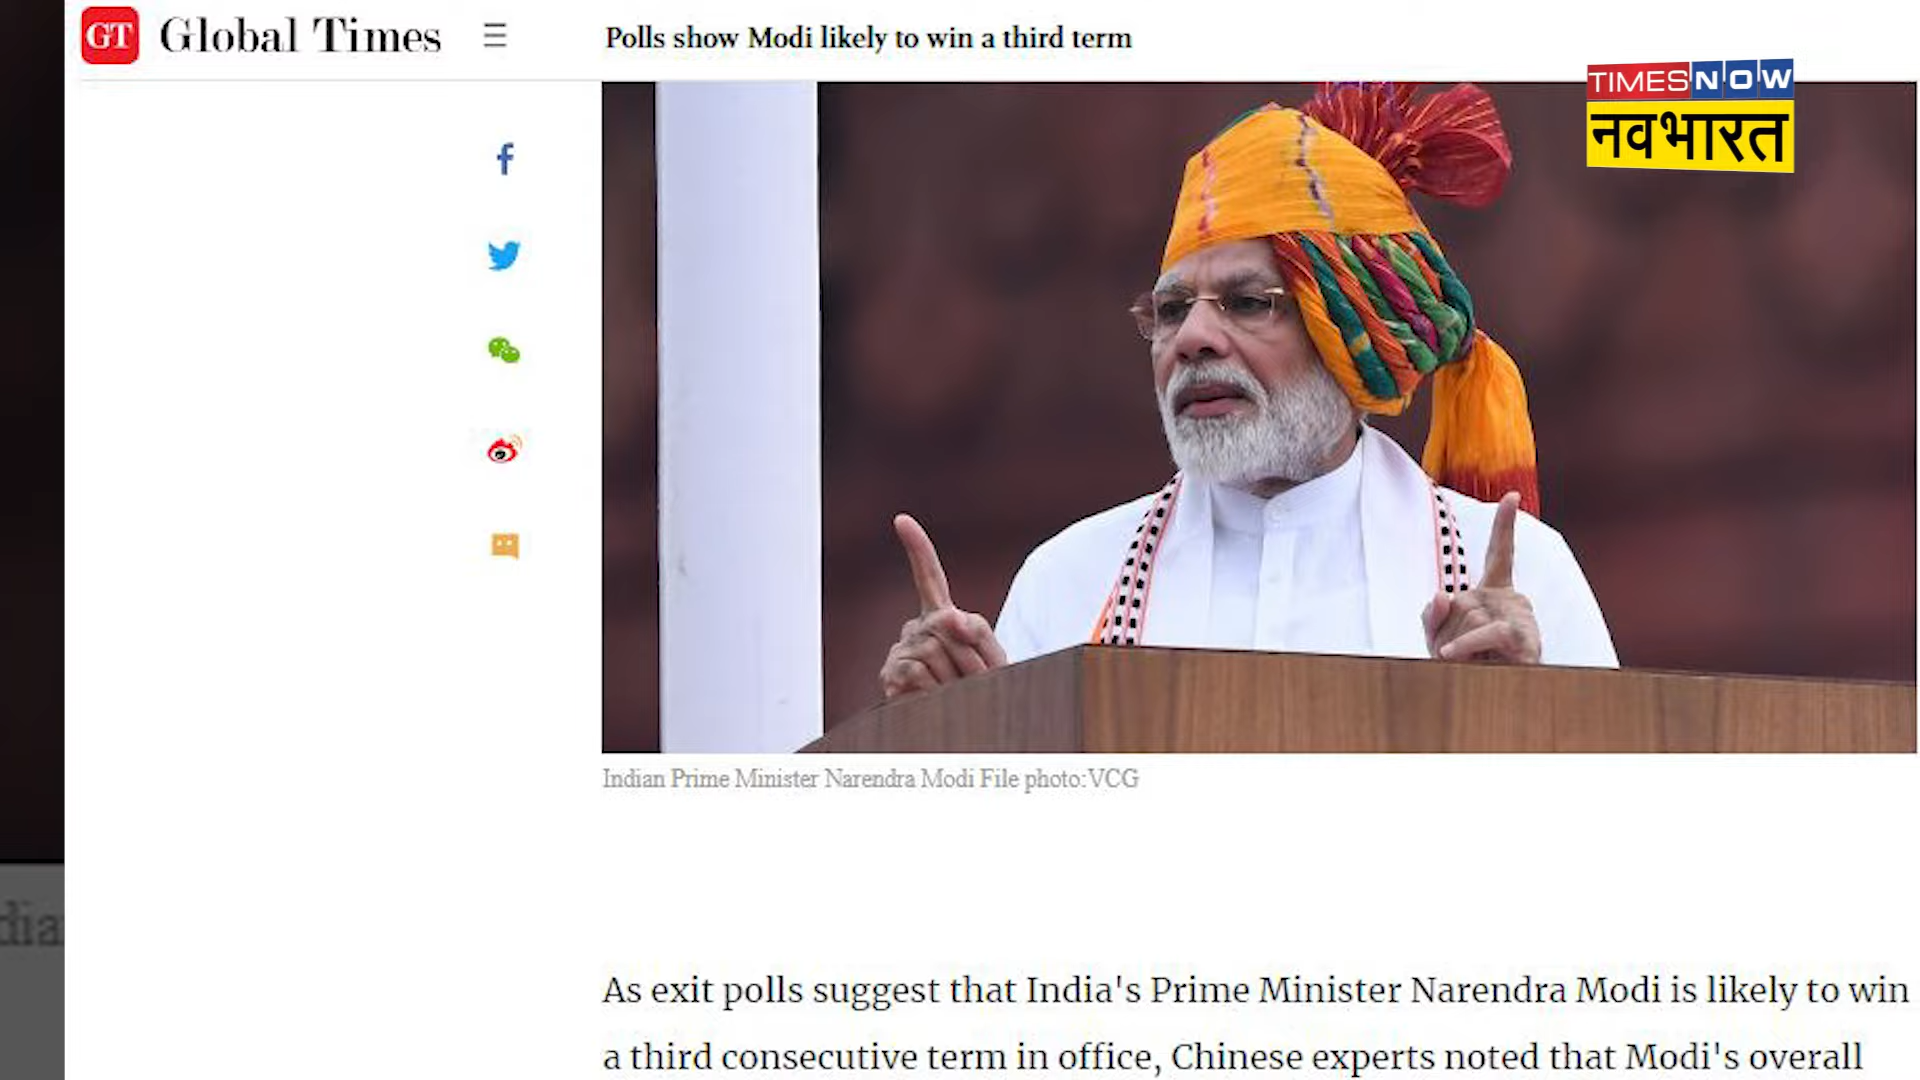 GT Global Times
Polls show Modi likely to win a third term
TIMES NOW
नवभारत
Indian Prime Minister Narendra Modi File photo:VCG
dia
As exit polls suggest that India's Prime Minister Narendra Modi is likely to win
a third consecutive term in office, Chinese experts noted that Modi's overall